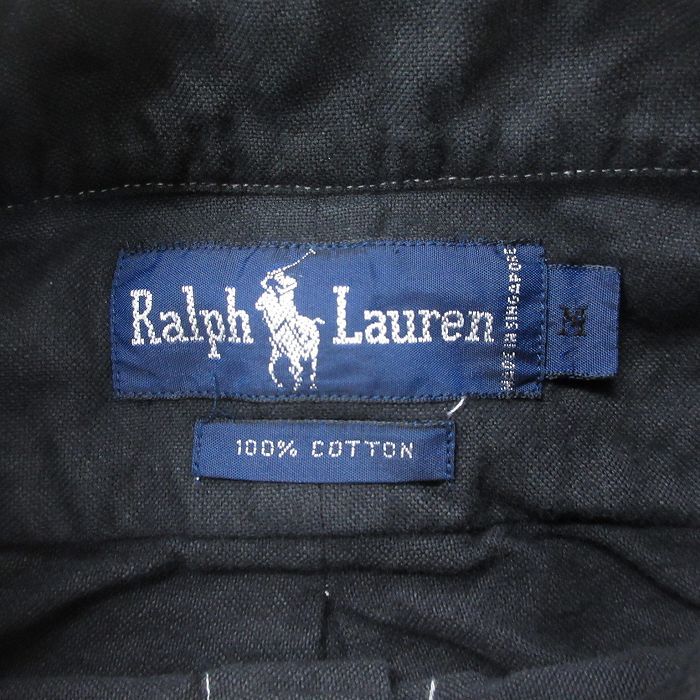 Ralph Lauren
MADE IN SINGAPORE
M
100% COTTON